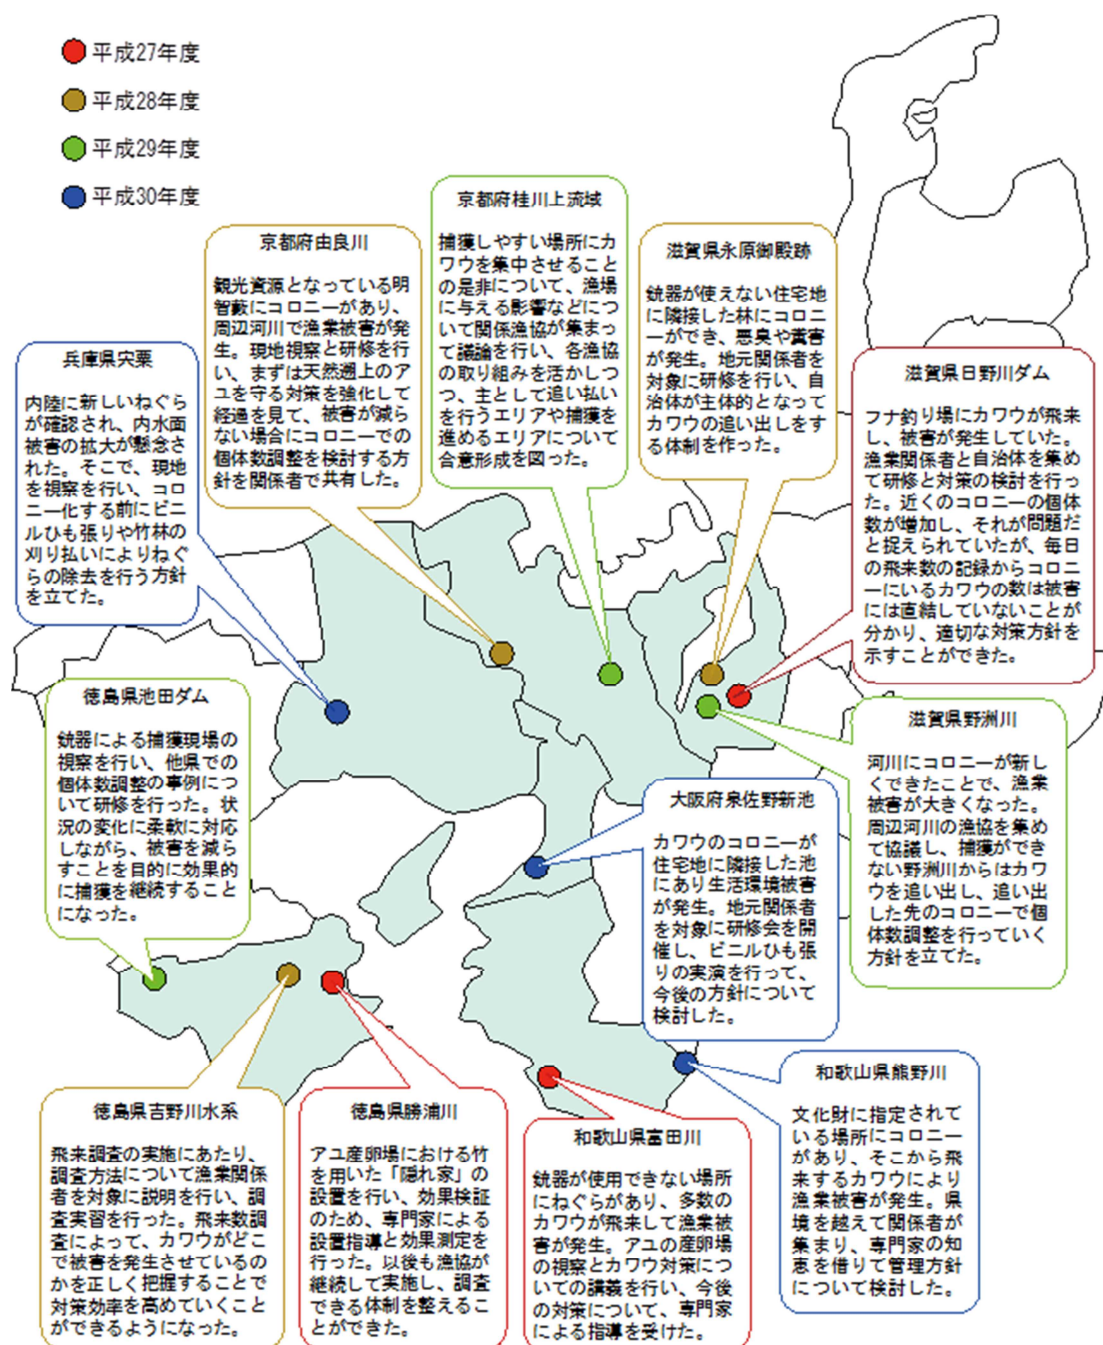 平成27年度
平成28年度
平成29年度
平成30年度
京都府桂川上流域
捕獲しやすい場所にカ
ワウを集中させること
の是非について、漁場
に与える影響などにつ
いて関係漁協が集まっ
て議論を行い、各漁協
の取り組みを活かしつ
つ、主として追い払い
を行うエリアや捕獲を
進めるエリアについて
合意形成を図った。
京都府由良川
観光資源となっている明
智藪にコロニーがあり、
周辺河川で漁業被害が発
生。現地視察と研修を行
い、まずは天然遡上のア
ユを守る対策を強化して
経過を見て、被害が減ら
ない場合にコロニーでの
個体数調整を検討する方
針を関係者で共有した。
滋賀県永原御殿跡
銃器が使えない住宅地
に隣接した林にコロニ
ーができ、悪臭や糞害
が発生。地元関係者を
対象に研修を行い、自
治体が主体的となって
カワウの追い出しをす
る体制を作った。
兵庫県宍粟
内陸に新しいねぐら
が確認され、内水面
被害の拡大が懸念さ
れた。そこで、現地
を視察を行い、コロ
ニー化する前にビニ
ルひも張りや竹林の
刈り払いによりねぐ
らの除去を行う方針
を立てた。
滋賀県日野川ダム
フナ釣り場にカワウが飛来
し、被害が発生していた。
漁業関係者と自治体を集め
て研修と対策の検討を行っ
た。近くのコロニーの個体
数が増加し、それが問題だ
と捉えられていたが、毎日
の飛来数の記録からコロニ
ーにいるカワウの数は被害
には直結していないことが
分かり、適切な対策方針を
示すことができた。
徳島県池田ダム
銃器による捕獲現場の
視察を行い、他県での
個体数調整の事例につ
いて研修を行った。状
況の変化に柔軟に対応
しながら、被害を減ら
すことを目的に効果的
に捕獲を継続すること
になった。
滋賀県野洲川
河川にコロニーが新し
くできたことで、漁業
被害が大きくなった。
周辺河川の漁協を集め
て協議し、捕獲ができ
ない野洲川からはカワ
ウを追い出し、追い出
した先のコロニーで個
体数調整を行っていく
方針を立てた。
大阪府泉佐野新池
カワウのコロニーが
住宅地に隣接した池
にあり生活環境被害
が発生。地元関係者
を対象に研修会を開
催し、ビニルひも張
りの実演を行って、
今後の方針について
検討した。
徳島県吉野川水系
飛来調査の実施にあたり、
調査方法について漁業関係
者を対象に説明を行い、調
査実習を行った。飛来数調
査によって、カワウがどこ
で被害を発生させているの
かを正しく把握することで
対策効率を高めていくこと
ができるようになった。
徳島県勝浦川
アユ産卵場における竹
を用いた「隠れ家」の
設置を行い、効果検証
のため、専門家による
設置指導と効果測定を
行った。以後も漁協が
継続して実施し、調査
できる体制を整えるこ
とができた。
和歌山県富田川
銃器が使用できない場所
にねぐらがあり、多数の
カワウが飛来して漁業被
害が発生。アユの産卵場
の視察とカワウ対策につ
いての講義を行い、今後
の対策について、専門家
による指導を受けた。
和歌山県熊野川
文化財に指定されて
いる場所にコロニー
があり、そこから飛
来するカワウにより
漁業被害が発生。県
境を越えて関係者が
集まり、専門家の知
恵を借りて管理方針
について検討した。